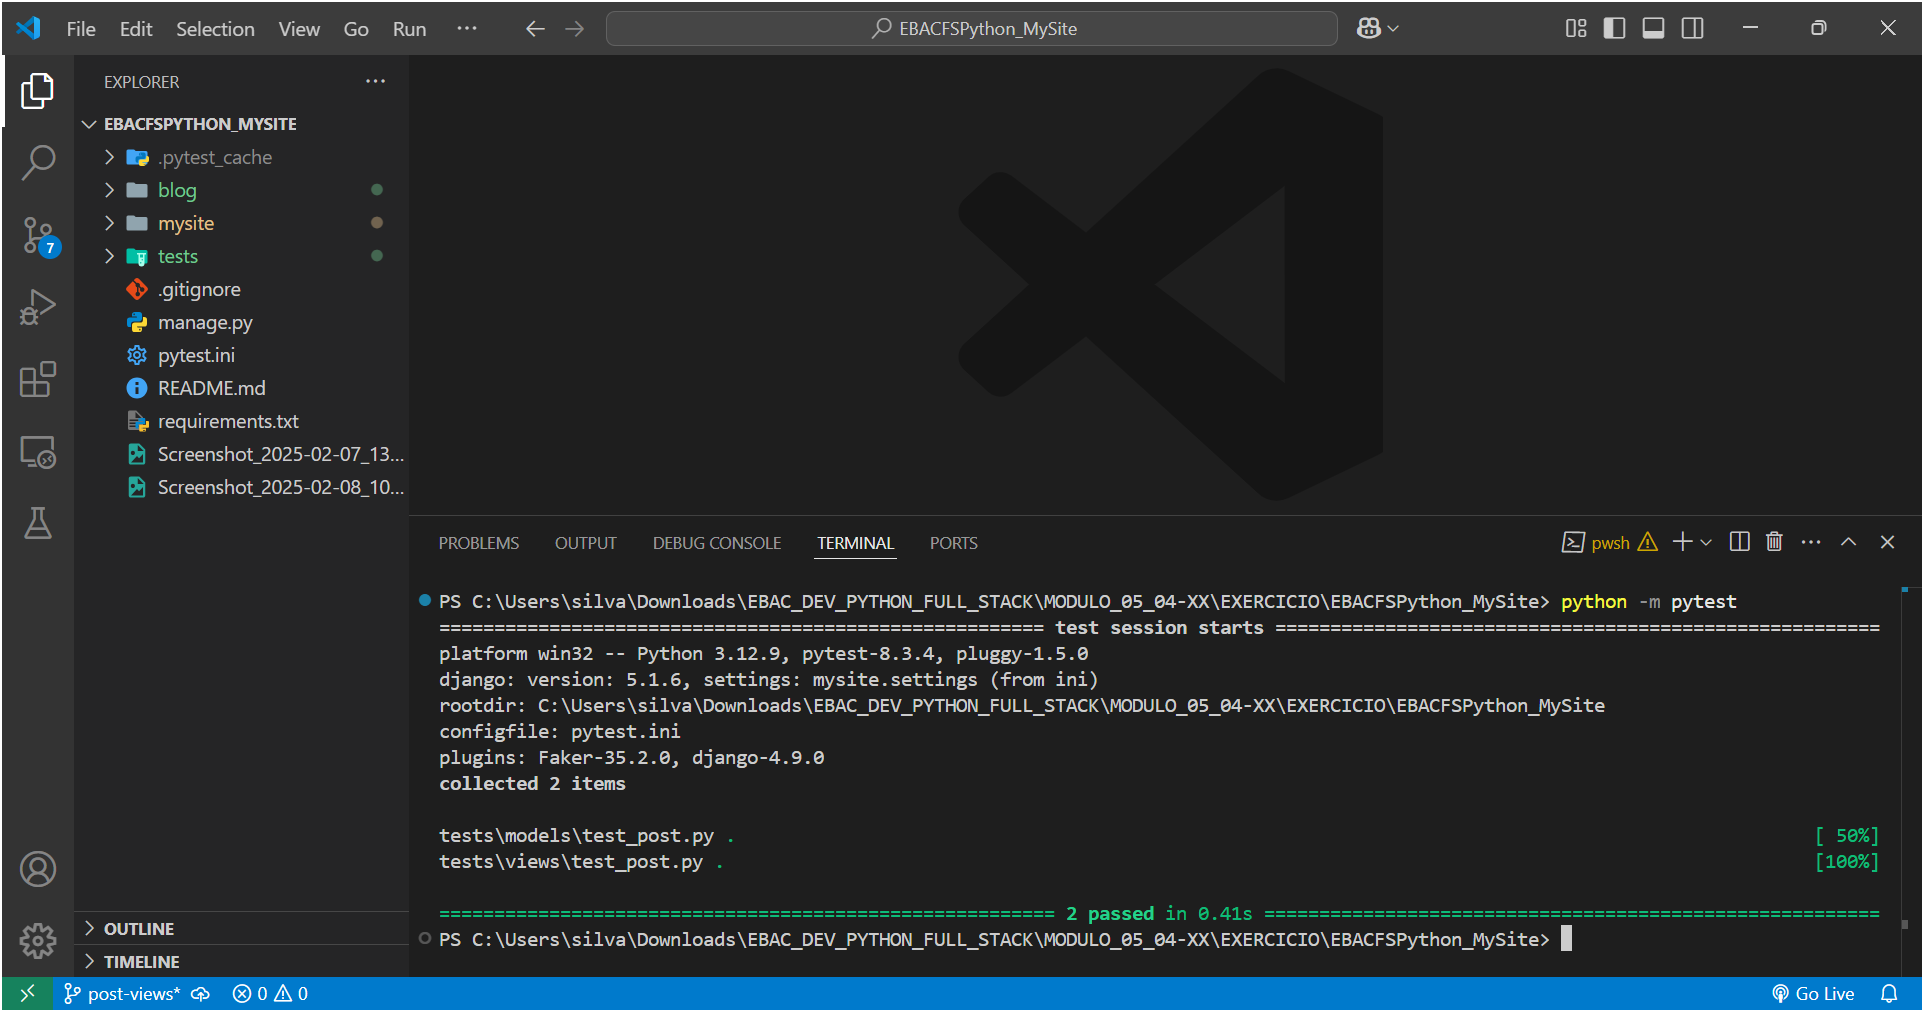 File Edit Selection View Go Run ···
EBACFSPython_MySite
EXPLORER ···
EBACFSPYTHON_MYSITE
.pytest_cache
blog
mysite
tests
.gitignore
manage.py
pytest.ini
README.md
requirements.txt
Screenshot_2025-02-07_13...
Screenshot_2025-02-08_10...
7
OUTLINE
TIMELINE
PROBLEMS OUTPUT DEBUG CONSOLE TERMINAL PORTS
pwsh
PS C:\Users\silva\Downloads\EBAC_DEV_PYTHON_FULL_STACK\MODULO_05_04-XX\EXERCICIO\EBACFSPython_MySite> python -m pytest
======================================================= test session starts =======================================================
platform win32 -- Python 3.12.9, pytest-8.3.4, pluggy-1.5.0
django: version: 5.1.6, settings: mysite.settings (from ini)
rootdir: C:\Users\silva\Downloads\EBAC_DEV_PYTHON_FULL_STACK\MODULO_05_04-XX\EXERCICIO\EBACFSPython_MySite
configfile: pytest.ini
plugins: Faker-35.2.0, django-4.9.0
collected 2 items
tests\models\test_post.py . [ 50%]
tests\views\test_post.py . [100%]
======================================================== 2 passed in 0.41s ========================================================
PS C:\Users\silva\Downloads\EBAC_DEV_PYTHON_FULL_STACK\MODULO_05_04-XX\EXERCICIO\EBACFSPython_MySite>
post-views* 0 0 Go Live